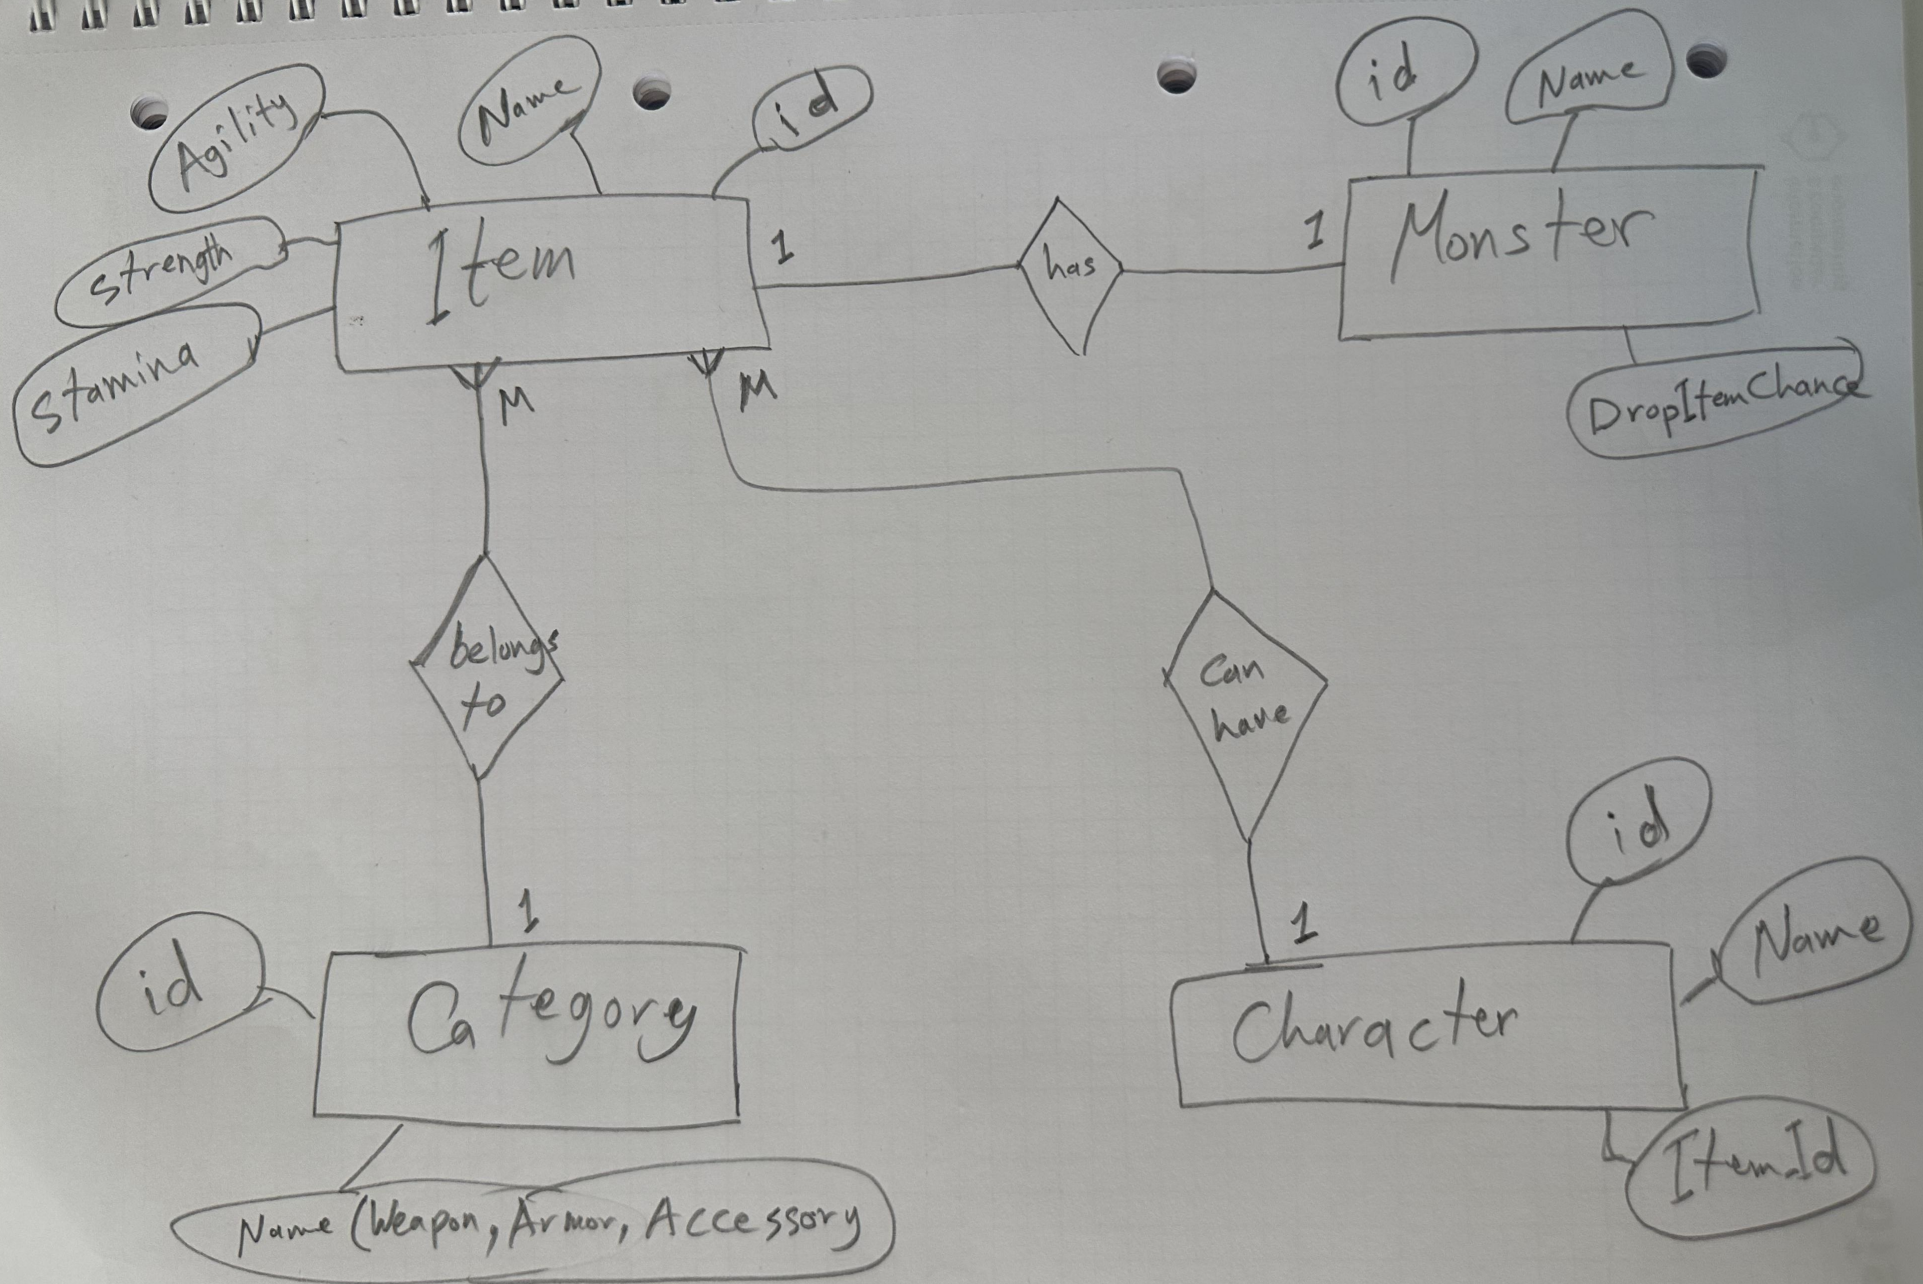 Agility
Name
id
id
Name
Strength
Item
1
has
1
Monster
Stamina
M
M
DropItemChance
belongs
to
Can
have
id
1
1
Name
id
Category
Character
Item_Id
Name (Weapon, Armor, Accessory